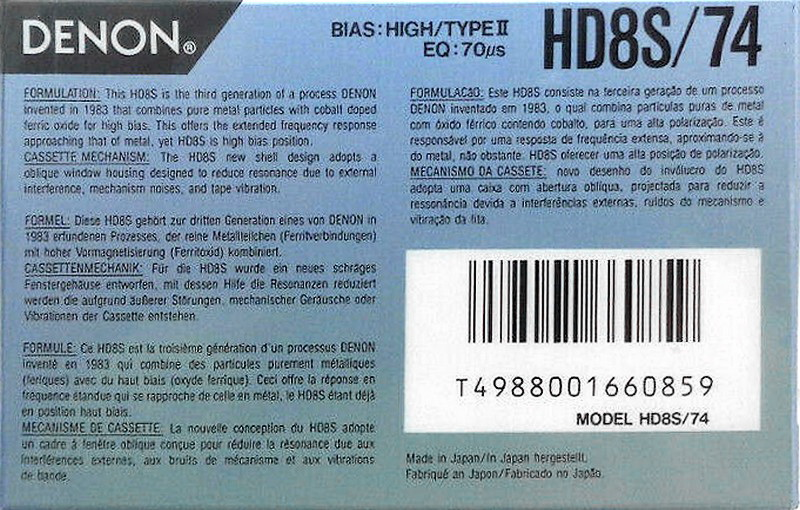 DENON®
BIAS:HIGH/TYPE II
EQ:70µs
HD8S/74
FORMULATION: This HD8S is the third generation of a process DENON
invented in 1983 that combines pure metal particles with cobalt doped
ferric oxide for high bias. This offers the extended frequency response
approaching that of metal, yet HD8S is high bias position.
CASSETTE MECHANISM: The HD8S new shell design adopts a
oblique window housing designed to reduce resonance due to external
interference, mechanism noises, and tape vibration.
FORMEL: Diese HD8S gehört zur dritten Generation eines von DENON in
1983 erfundenen Prozesses, der reine Metallteilchen (Ferritverbindungen)
mit hoher Vormagnetisierung (Ferritoxid) kombiniert.
CASSETTENMECHANIK: Für die HD8S wurde ein neues schräges
Fenstergehäuse entworfen, mit dessen Hilfe die Resonanzen reduziert
werden die aufgrund äußerer Störungen, mechanischer Geräusche oder
Vibrationen der Cassette entstehen.
FORMULE: Ce HD8S est la troisième génération d'un processus DENON
inventé en 1983 qui combine des particules purement métalliques
(feriques) avec du haut biais (oxyde ferrique). Ceci offre la réponse en
fréquence étandue qui se rapproche de celle en métal, le HD8S étant déjà
en position haut biais.
MECANISME DE CASSETTE: La nouvelle conception du HD8S adopte
un cadre à fenêtre oblique conçue pour réduire la résonance due aux
interférences externes, aux bruits de mécanisme et aux vibrations
de bande.
FORMULACãO: Este HD8S consiste na terceira geração de um processo
DENON inventado em 1983, o qual combina partículas puras de metal
com óxido férrico contendo cobalto, para uma alta polarização. Este é
responsável por uma resposta de frequência extensa, aproximando-se à
do metal, não obstante. HD8S oferecer uma alta posição de polarização.
MECANISMO DA CASSETE: novo desenho do invólucro do HD8S
adopta uma caixa com abertura oblíqua, projectada para reduzir a
ressonância devida a interferências externas, ruídos do mecanismo e
vibração da fita.
T4988001660859
MODEL HD8S/74
Made in Japan/In Japan hergestellt.
Fabriqué an Japon/Fabricado no Japão.